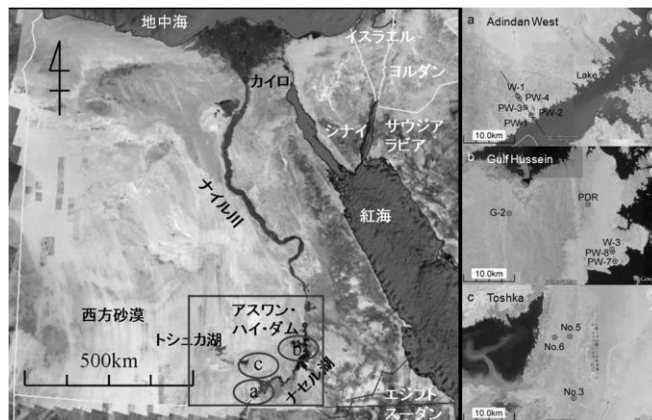 地中海
イスラエル
カイロ
ヨルダン
シナイ
サウジア
ラビア
ナイル川
紅海
西方砂漠
アスワン
・ハイ・ダム
トシュカ湖
b
c
a
ナセル湖
500km
エジプト
スーダン
a
Adindan West
Lake
W-1
PW-4
PW-3
PW-2
PW-1
10.0km
b
Gulf Hussein
PDR
G-2
W-3
PW-8
PW-7
10.0km
c
Toshka
No.5
No.6
No.3
10.0km